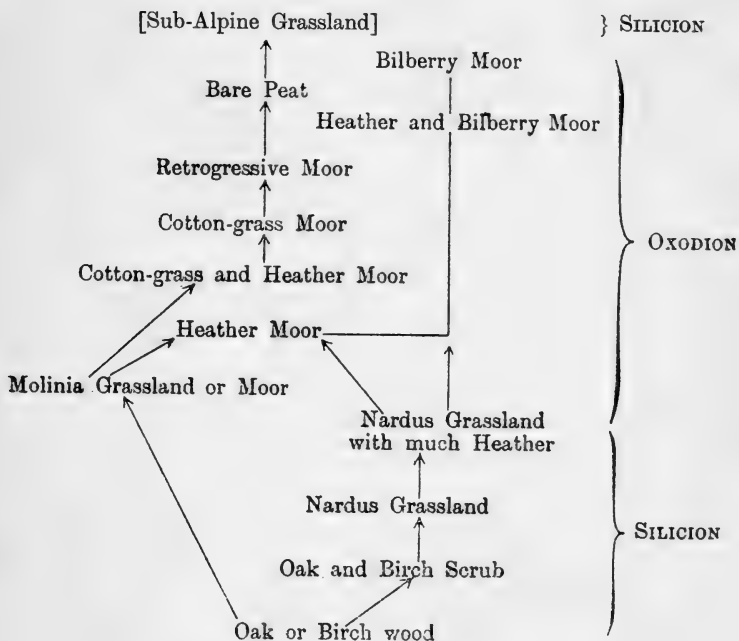 [Sub-Alpine Grassland]
} SILICION
Bilberry Moor
Bare Peat
Heather and Bilberry Moor
Retrogressive Moor
Cotton-grass Moor
OXODION
Cotton-grass and Heather Moor
Heather Moor
Molinia Grassland or Moor
Nardus Grassland
with much Heather
Nardus Grassland
SILICION
Oak and Birch Scrub
Oak or Birch wood